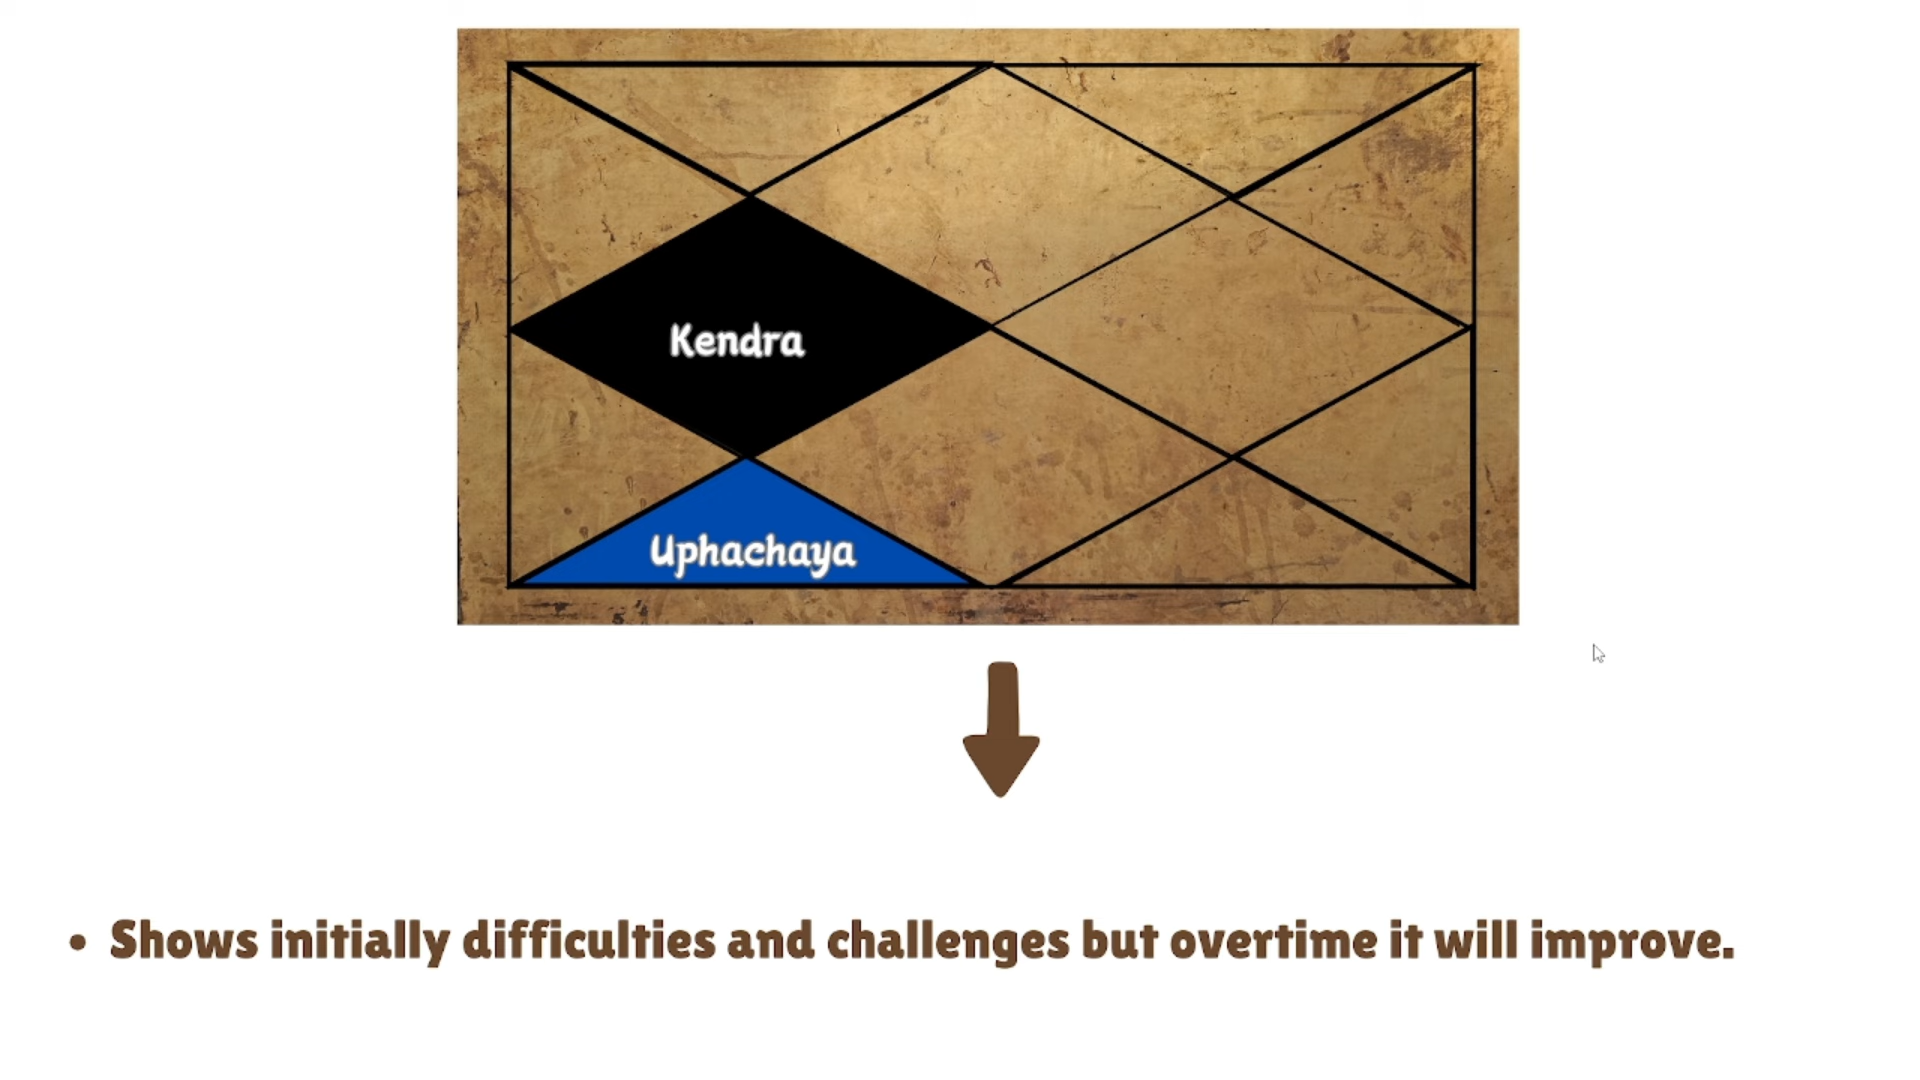 Kendra
Uphachaya
• Shows initially difficulties and challenges but overtime it will improve.